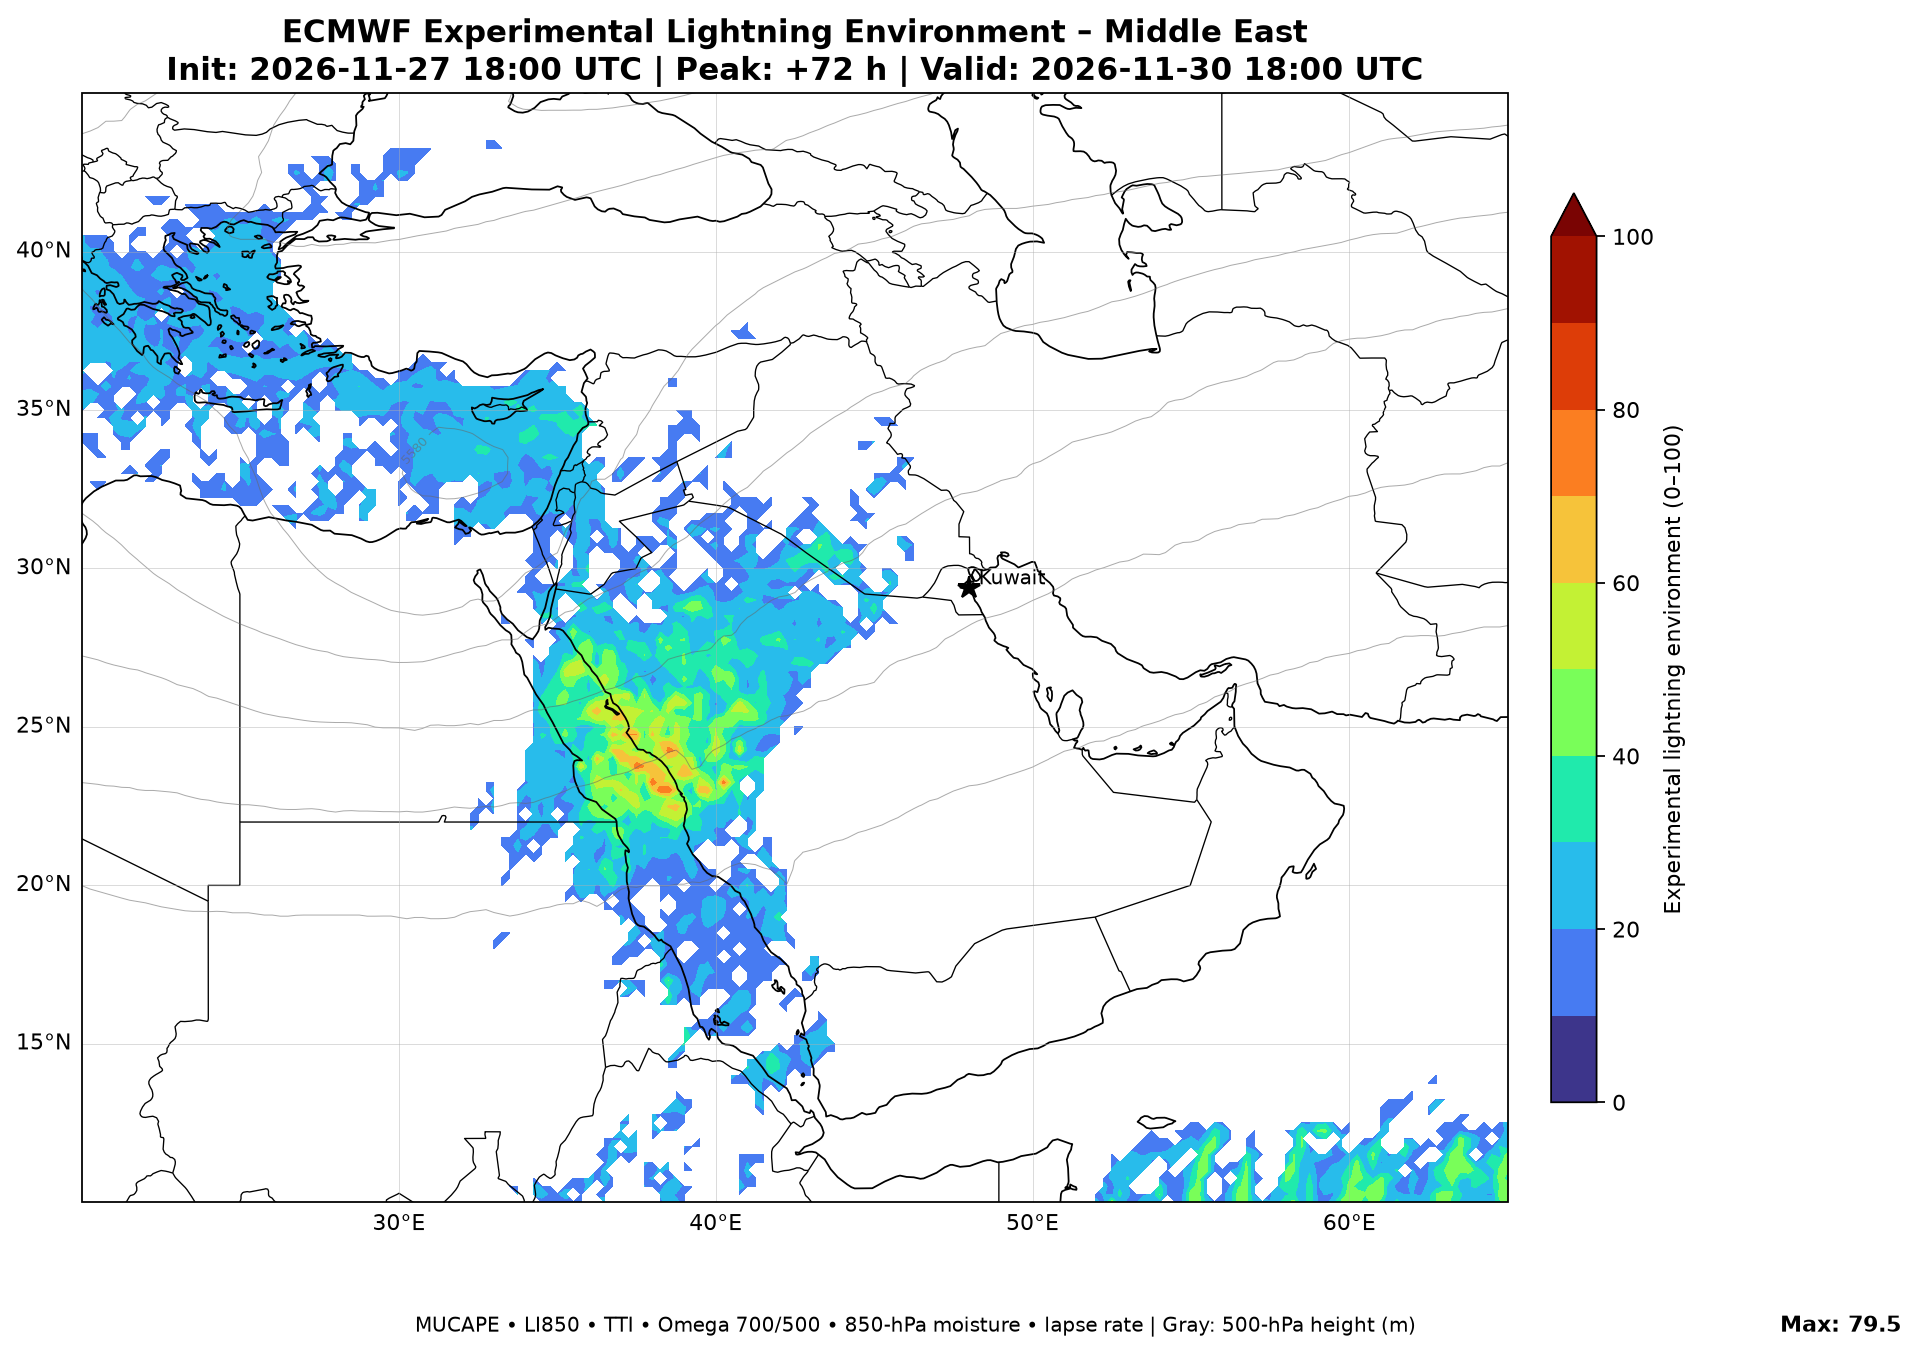 ECMWF Experimental Lightning Environment – Middle East
Init: 2026-11-27 18:00 UTC | Peak: +72 h | Valid: 2026-11-30 18:00 UTC
40°N
35°N
30°N
25°N
20°N
15°N
30°E
40°E
50°E
60°E
Kuwait
100
80
60
40
20
0
Experimental lightning environment (0–100)
MUCAPE • LI850 • TTI • Omega 700/500 • 850-hPa moisture • lapse rate | Gray: 500-hPa height (m)
Max: 79.5